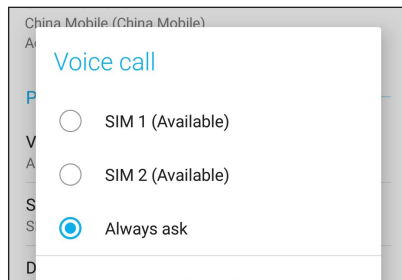 China Mobile (China Mobile)
A
Voice call
P
SIM 1 (Available)
V
A
SIM 2 (Available)
S
S
Always ask
D